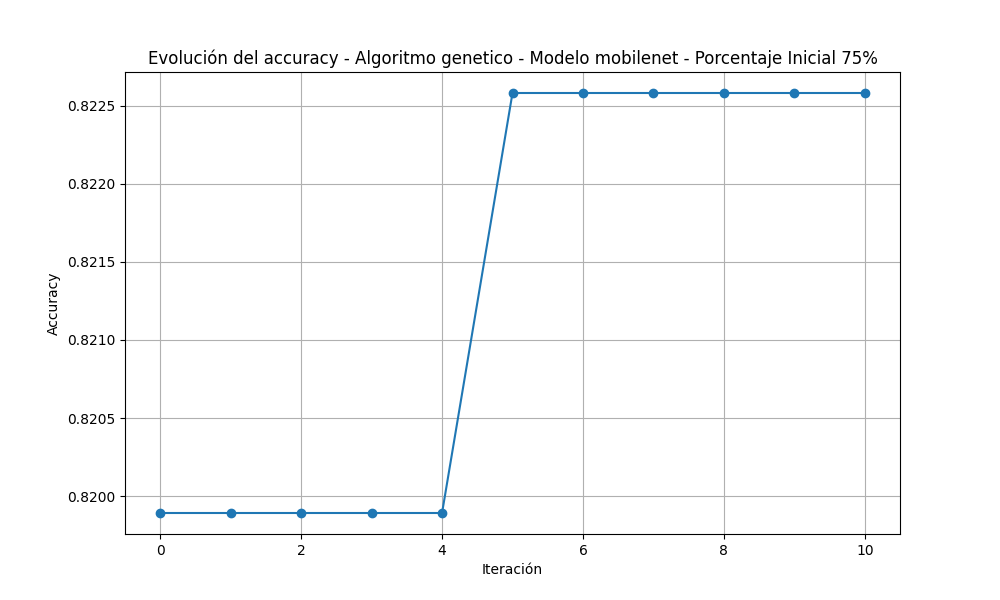 Evolución del accuracy - Algoritmo genetico - Modelo mobilenet - Porcentaje Inicial 75%
0.8225
0.8220
0.8215
0.8210
0.8205
0.8200
Accuracy
0 2 4 6 8 10
Iteración